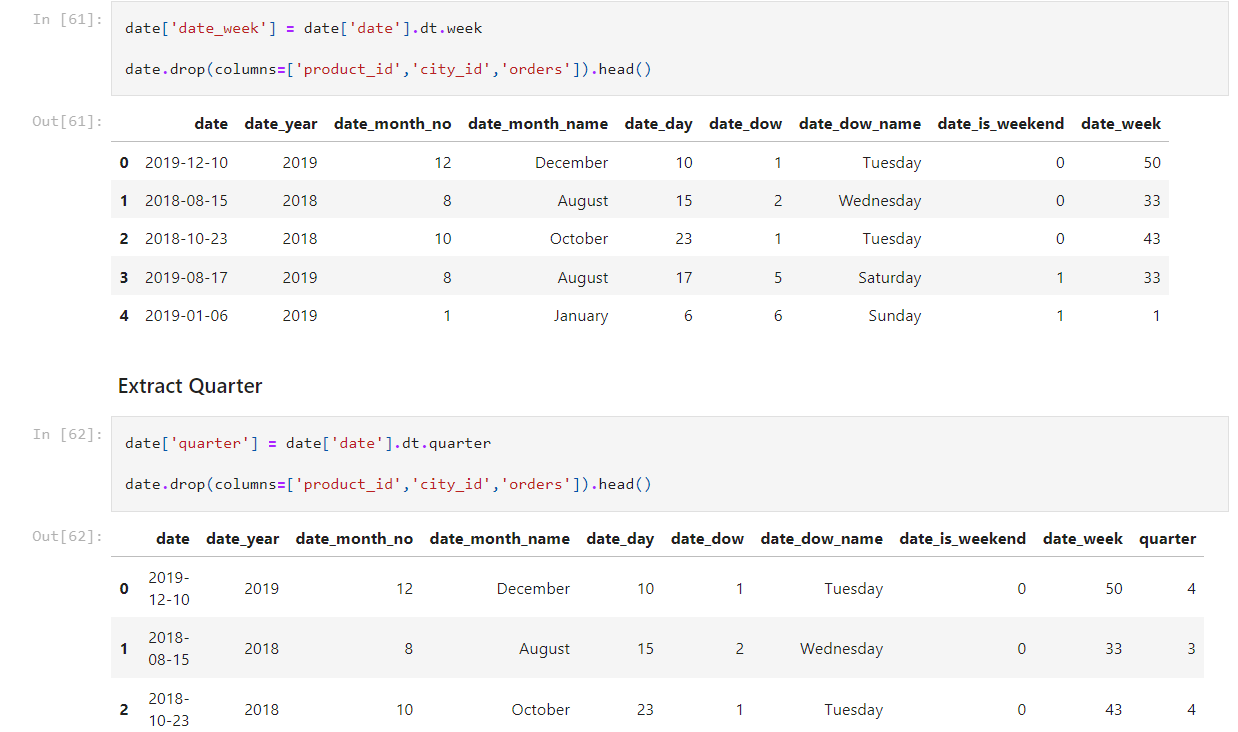 In [61]:
date['date_week'] = date['date'].dt.week
date.drop(columns=['product_id','city_id','orders']).head()
Out[61]:
date date_year date_month_no date_month_name date_day date_dow date_dow_name date_is_weekend date_week
0 2019-12-10 2019 12 December 10 1 Tuesday 0 50
1 2018-08-15 2018 8 August 15 2 Wednesday 0 33
2 2018-10-23 2018 10 October 23 1 Tuesday 0 43
3 2019-08-17 2019 8 August 17 5 Saturday 1 33
4 2019-01-06 2019 1 January 6 6 Sunday 1 1
Extract Quarter
In [62]:
date['quarter'] = date['date'].dt.quarter
date.drop(columns=['product_id','city_id','orders']).head()
Out[62]:
date date_year date_month_no date_month_name date_day date_dow date_dow_name date_is_weekend date_week quarter
0 2019-12-10 2019 12 December 10 1 Tuesday 0 50 4
1 2018-08-15 2018 8 August 15 2 Wednesday 0 33 3
2 2018-10-23 2018 10 October 23 1 Tuesday 0 43 4